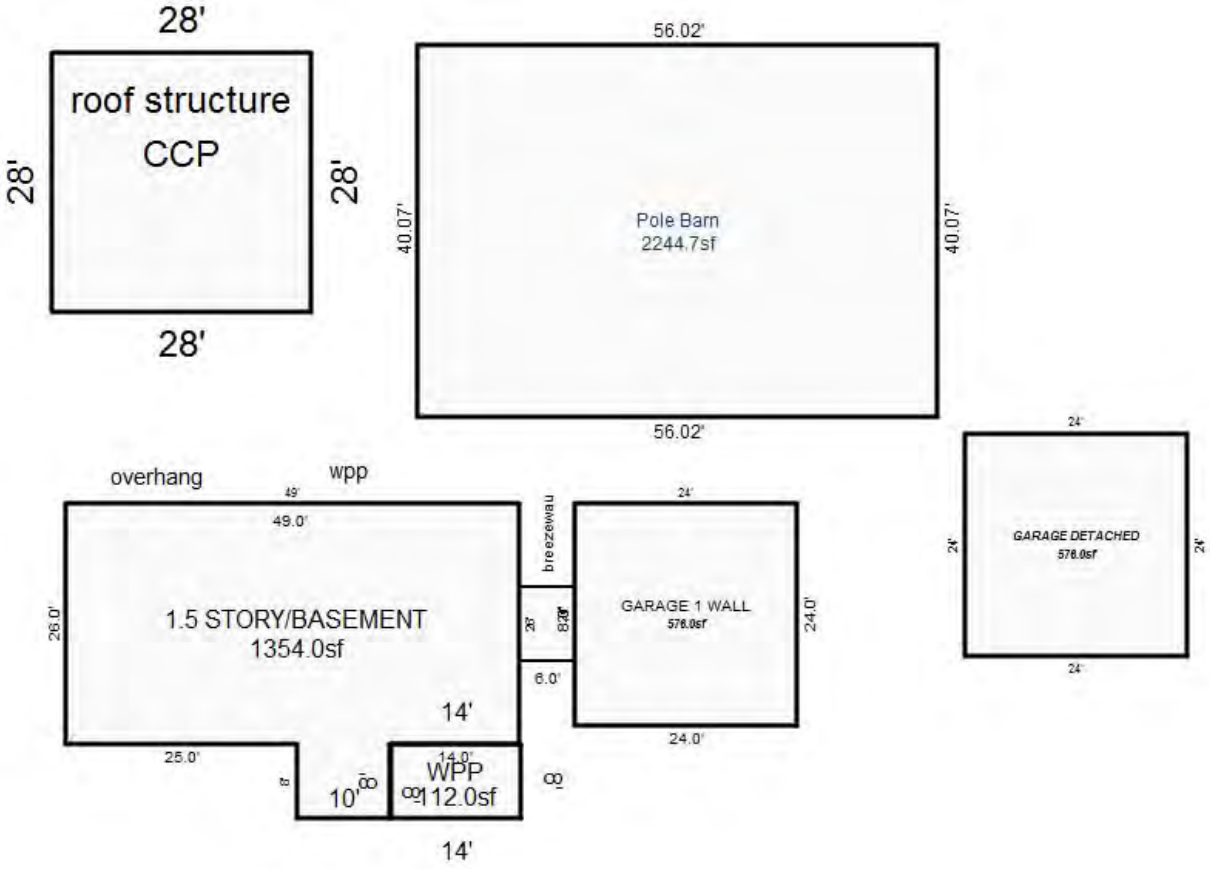 28'
roof structure
CCP
28'
28'
28'
56.02'
40.07'
Pole Barn
2244.7sf
40.07'
56.02'
24'
24'
GARAGE DETACHED
576.0sf
24'
24'
overhang
wpp
49'
49.0'
26.0'
1.5 STORY/BASEMENT
1354.0sf
breezewau
26'
6.0'
24'
GARAGE 1 WALL
576.0sf
24.0'
24.0'
14'
25.0'
8'
10'
8'
14.0'
WPP
8'
112.0sf
8'
14'